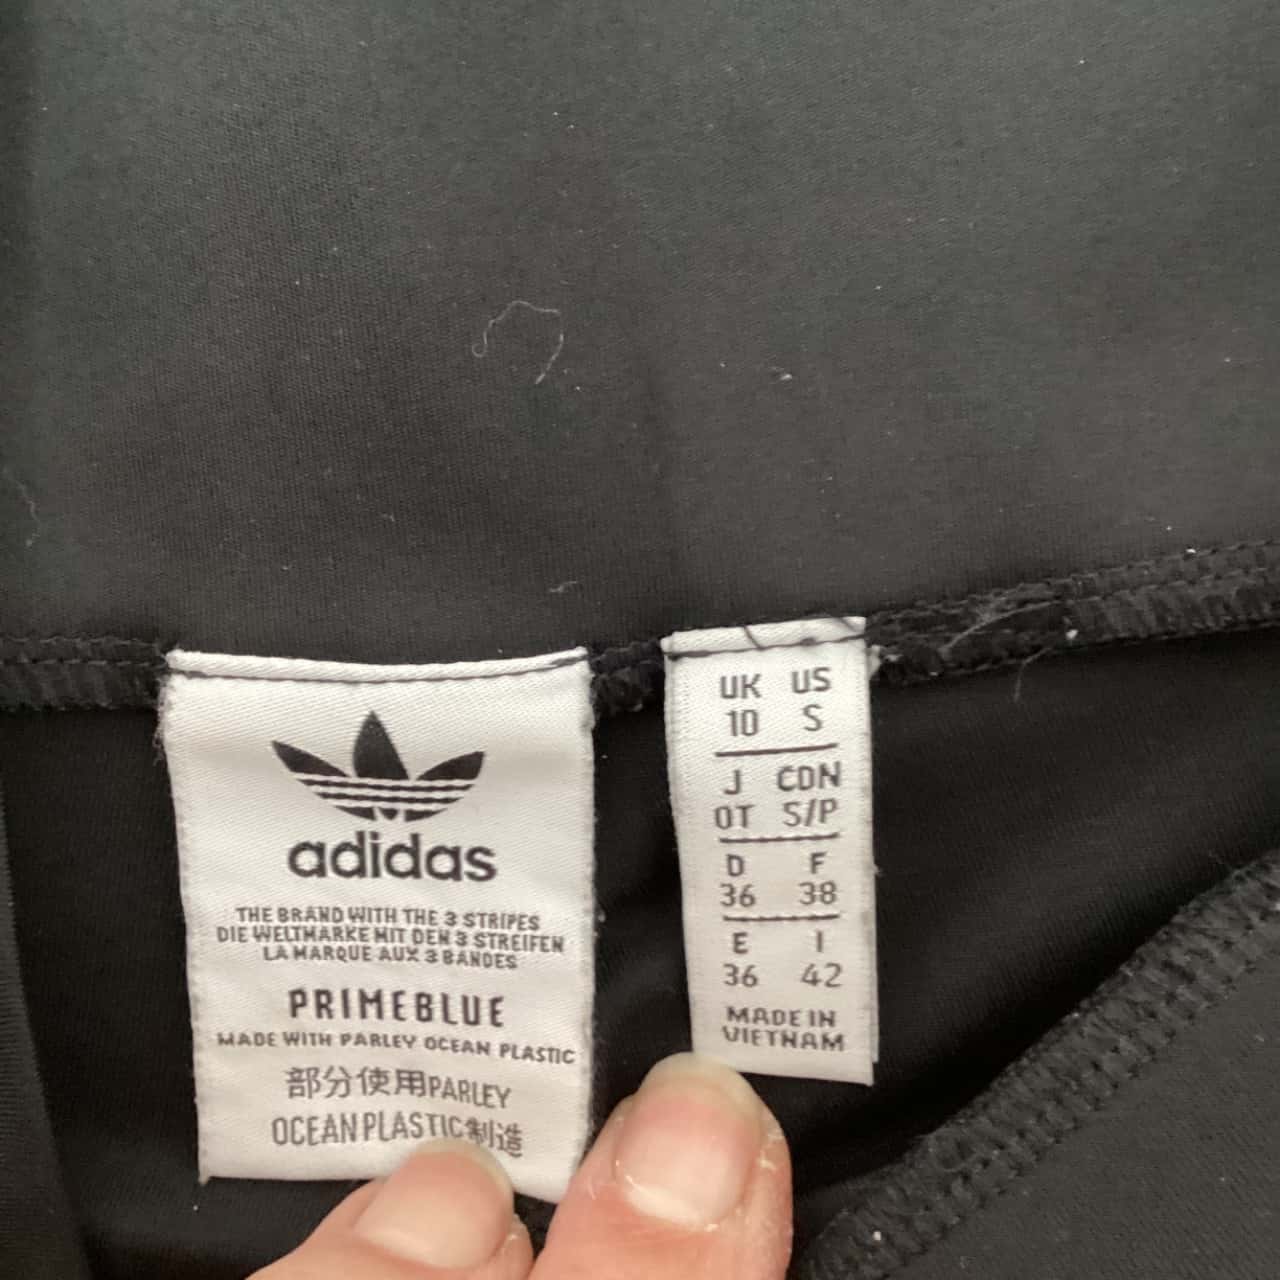 adidas
THE BRAND WITH THE 3 STRIPES
DIE WELTMARKE MIT DEN 3 STREIFEN
LA MARQUE AUX 3 BANDES
PRIMEBLUE
MADE WITH PARLEY OCEAN PLASTIC
部分使用PARLEY
OCEAN PLASTIC制造
UK US
10 S
J CDN
OT S/P
D F
36 38
E I
36 42
MADE IN
VIETNAM